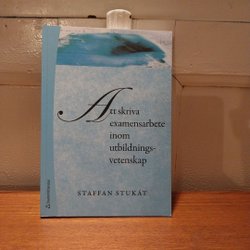 Att skriva
examensarbete
inom
utbildnings-
vetenskap
STAFFAN STUKÁT